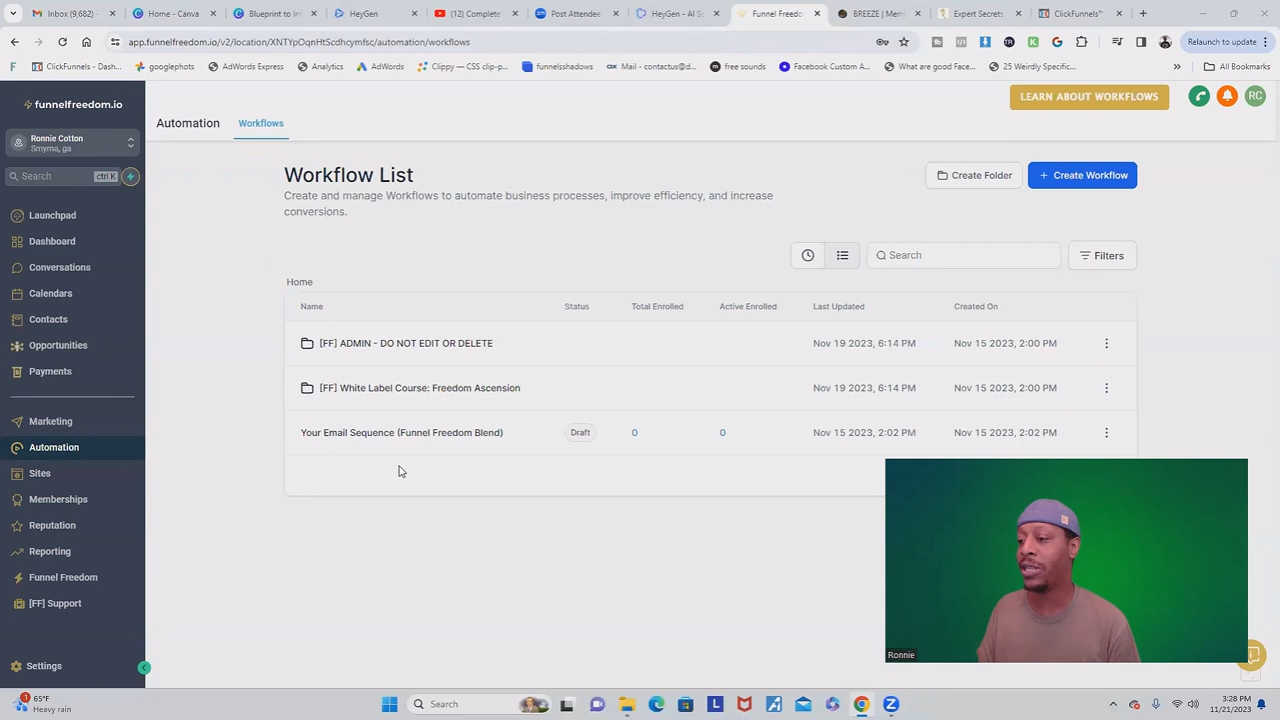 Inbox (9,682) -
Home - Canva
Blueprint to In
HeyGen
(12) Complete
Post Attendee
HeyGen - AI S
Funnel Freedo
BREEZE | Mem
Expert Secrets
ClickFunnels™
app.funnelfreedom.io/v2/location/XNTYpOqnHtScdhcymfsc/automation/workflows
Relaunch to update
ClickFunnels - Dash...
googlephots
AdWords Express
Analytics
AdWords
Clippy — CSS clip-p...
funnelsshadows
Mail - contactus@d...
free sounds
Facebook Custom A...
What are good Face...
25 Weirdly Specific...
All Bookmarks
funnelfreedom.io
Ronnie Cotton
Smyrna, ga
Search
ctrl K
Launchpad
Dashboard
Conversations
Calendars
Contacts
Opportunities
Payments
Marketing
Automation
Sites
Memberships
Reputation
Reporting
Funnel Freedom
[FF] Support
Settings
LEARN ABOUT WORKFLOWS
RC
Automation
Workflows
Workflow List
Create and manage Workflows to automate business processes, improve efficiency, and increase
conversions.
Create Folder
+ Create Workflow
Search
Filters
Home
Name Status Total Enrolled Active Enrolled Last Updated Created On
[FF] ADMIN - DO NOT EDIT OR DELETE Nov 19 2023, 6:14 PM Nov 15 2023, 2:00 PM
[FF] White Label Course: Freedom Ascension Nov 19 2023, 6:14 PM Nov 15 2023, 2:00 PM
Your Email Sequence (Funnel Freedom Blend) Draft 0 0 Nov 15 2023, 2:02 PM Nov 15 2023, 2:02 PM
Ronnie
1
65°F
Heavy rain
Search
3:28 PM
11/21/2023